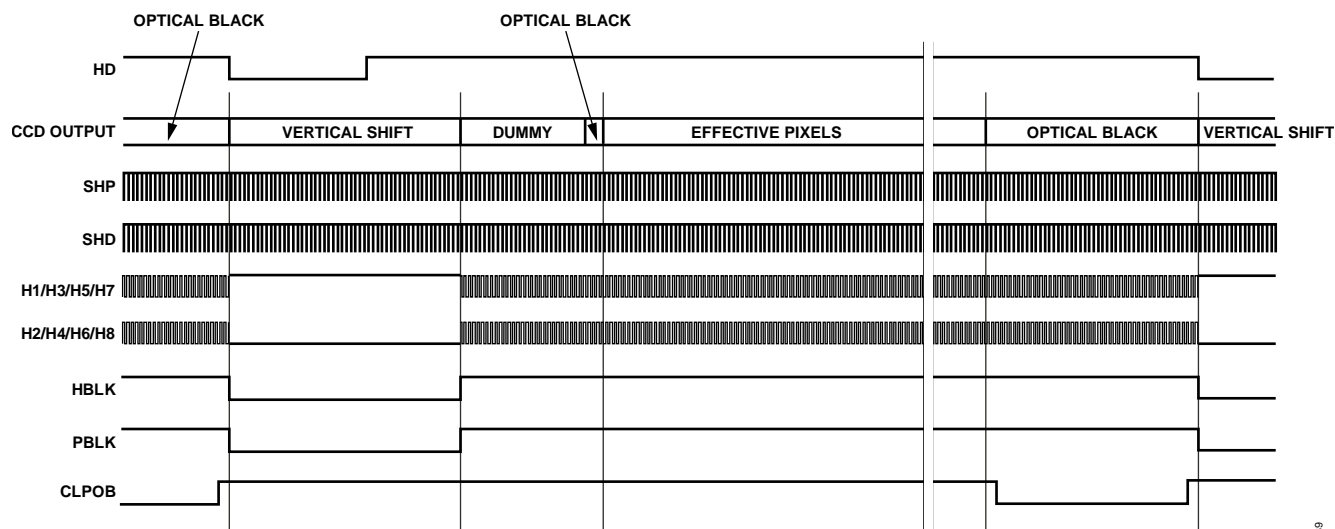 OPTICAL BLACK OPTICAL BLACK
HD
CCD OUTPUT VERTICAL SHIFT DUMMY EFFECTIVE PIXELS OPTICAL BLACK VERTICAL SHIFT
SHP
SHD
H1/H3/H5/H7
H2/H4/H6/H8
HBLK
PBLK
CLPOB
9